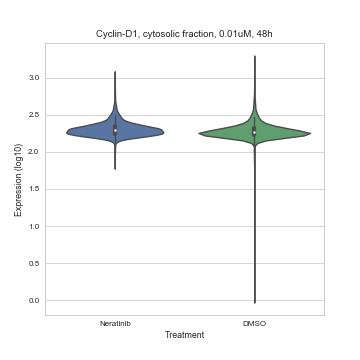 Cyclin-D1, cytosolic fraction, 0.01uM, 48h
3.0
2.5
2.0
1.5
1.0
0.5
0.0
Expression (log10)
Neratinib
DMSO
Treatment